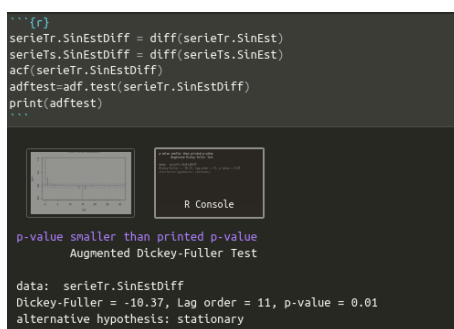 ```{r}
serieTr.SinEstDiff = diff(serieTr.SinEst)
serieTs.SinEstDiff = diff(serieTs.SinEst)
acf(serieTr.SinEstDiff)
adftest=adf.test(serieTr.SinEstDiff)
print(adftest)
```
R Console
p-value smaller than printed p-value
Augmented Dickey-Fuller Test
data:  serieTr.SinEstDiff
Dickey-Fuller = -10.37, Lag order = 11, p-value = 0.01
alternative hypothesis: stationary